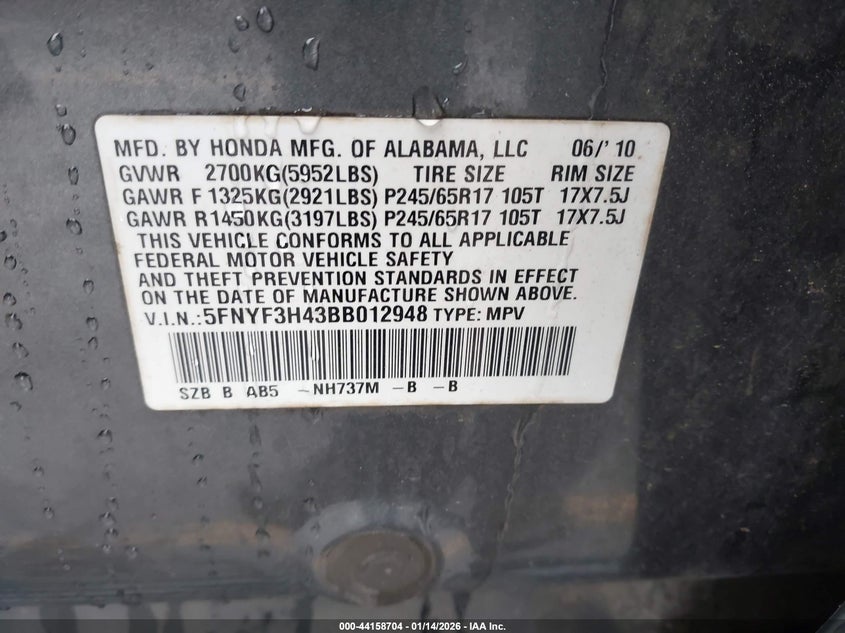 MFD. BY HONDA MFG. OF ALABAMA, LLC 06/' 10
GVWR 2700KG(5952LBS) TIRE SIZE RIM SIZE
GAWR F 1325KG(2921LBS) P245/65R17 105T 17X7.5J
GAWR R1450KG(3197LBS) P245/65R17 105T 17X7.5J
THIS VEHICLE CONFORMS TO ALL APPLICABLE
FEDERAL MOTOR VEHICLE SAFETY
AND THEFT PREVENTION STANDARDS IN EFFECT
ON THE DATE OF MANUFACTURE SHOWN ABOVE.
V.I.N.:5FNYF3H43BB012948 TYPE: MPV
SZB B AB5 -NH737M -B -B
000-44158704 - 01/14/2026 - IAA Inc.